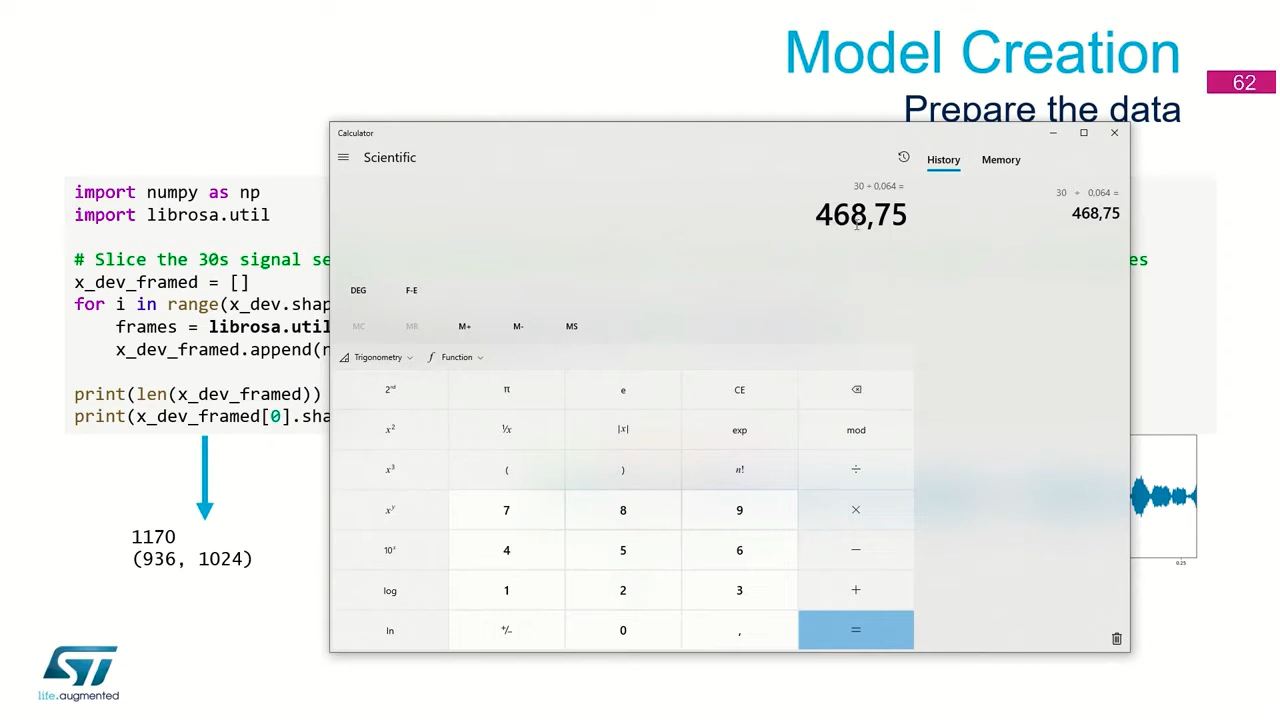 Model Creation
62
Prepare the data
import numpy as np
import librosa.util
# Slice the 30s signal se
es
x_dev_framed = []
for i in range(x_dev.shap
frames = librosa.util
x_dev_framed.append(n
print(len(x_dev_framed))
print(x_dev_framed[0].sha
1170
(936, 1024)
0.25
life.augmented
Calculator
Scientific
History
Memory
30 ÷ 0,064 =
468,75
30 ÷ 0,064 =
468,75
DEG
F-E
MC
MR
M+
M-
MS
Trigonometry
f Function
2ⁿᵈ
π
e
CE
x²
¹/x
|x|
exp
mod
x³
(
)
n!
÷
xʸ
7
8
9
×
10ˣ
4
5
6
−
log
1
2
3
+
ln
+/−
0
,
=